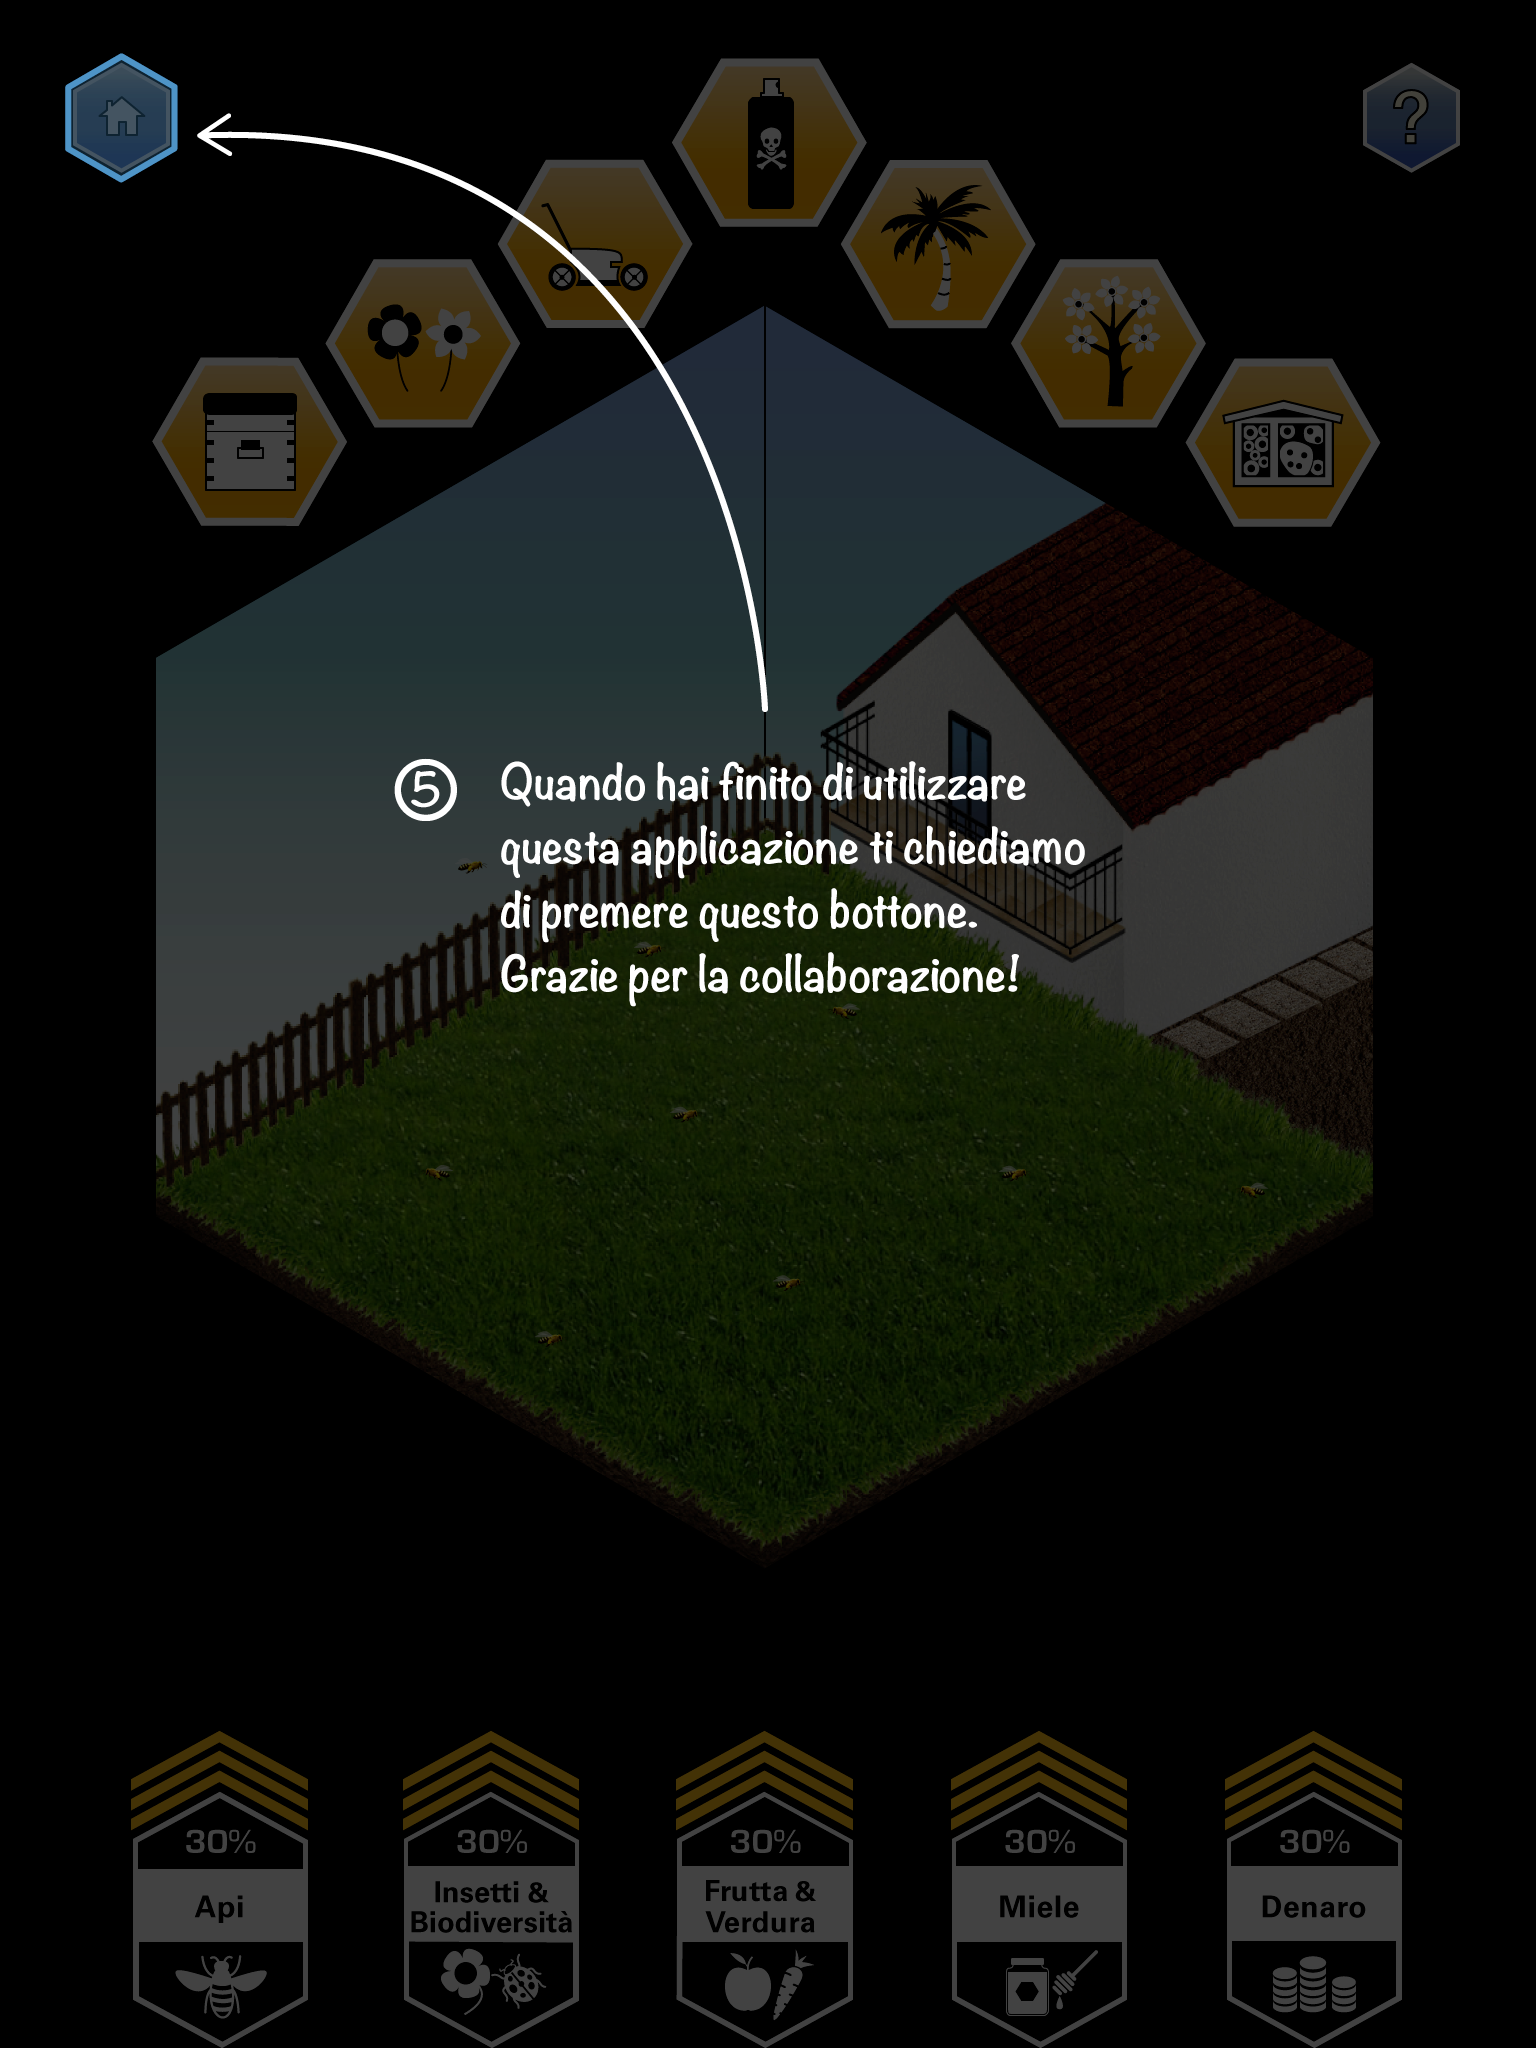 ?
5
Quando hai finito di utilizzare
questa applicazione ti chiediamo
di premere questo bottone.
Grazie per la collaborazione!
30%
Api
30%
Insetti &
Biodiversità
30%
Frutta &
Verdura
30%
Miele
30%
Denaro